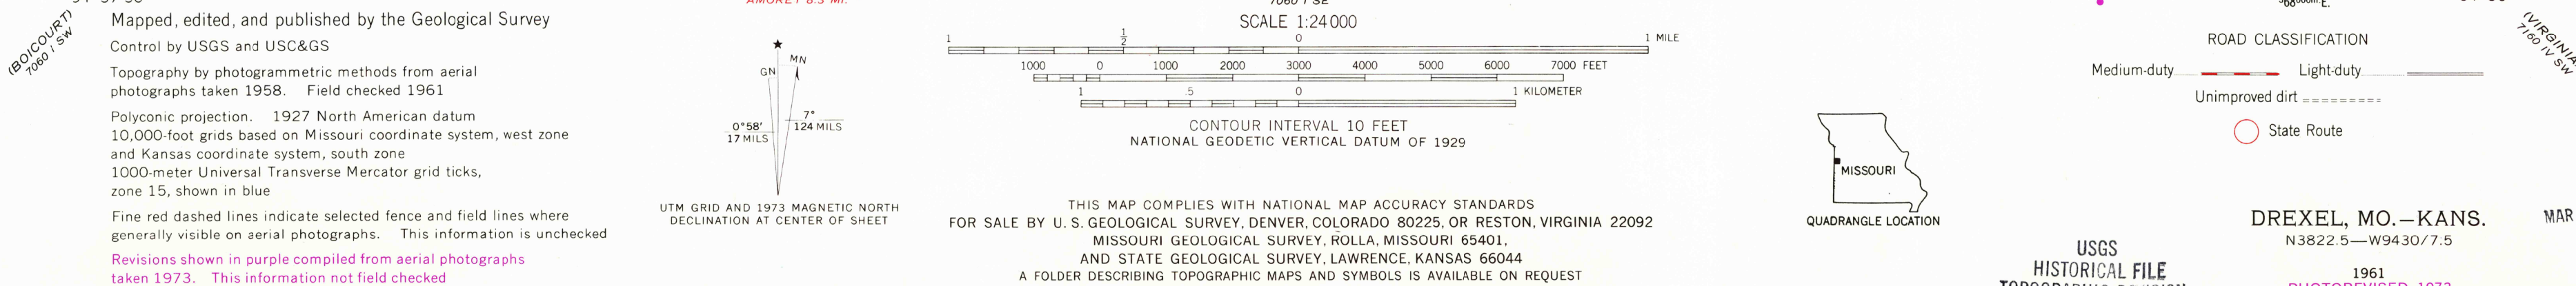 (BOICOURT)
7060 I SW
Mapped, edited, and published by the Geological Survey
Control by USGS and USC&GS
Topography by photogrammetric methods from aerial
photographs taken 1958. Field checked 1961
Polyconic projection. 1927 North American datum
10,000-foot grids based on Missouri coordinate system, west zone
and Kansas coordinate system, south zone
1000-meter Universal Transverse Mercator grid ticks,
zone 15, shown in blue
Fine red dashed lines indicate selected fence and field lines where
generally visible on aerial photographs. This information is unchecked
Revisions shown in purple compiled from aerial photographs
taken 1973. This information not field checked
AMORET 8.5 MI.
★
GN
MN
0°58'
17 MILS
7°
124 MILS
UTM GRID AND 1973 MAGNETIC NORTH
DECLINATION AT CENTER OF SHEET
7060 I SE
SCALE 1:24 000
1 1/2 0 1 MILE
1000 0 1000 2000 3000 4000 5000 6000 7000 FEET
1 .5 0 1 KILOMETER
CONTOUR INTERVAL 10 FEET
NATIONAL GEODETIC VERTICAL DATUM OF 1929
THIS MAP COMPLIES WITH NATIONAL MAP ACCURACY STANDARDS
FOR SALE BY U. S. GEOLOGICAL SURVEY, DENVER, COLORADO 80225, OR RESTON, VIRGINIA 22092
MISSOURI GEOLOGICAL SURVEY, ROLLA, MISSOURI 65401,
AND STATE GEOLOGICAL SURVEY, LAWRENCE, KANSAS 66044
A FOLDER DESCRIBING TOPOGRAPHIC MAPS AND SYMBOLS IS AVAILABLE ON REQUEST
MISSOURI
QUADRANGLE LOCATION
ROAD CLASSIFICATION
Medium-duty Light-duty
Unimproved dirt
State Route
(VIRGINIA
7160 IV SW
USGS
HISTORICAL FILE
DREXEL, MO.–KANS.
N3822.5—W9430/7.5
1961
PHOTOREVISED 1973
MAR